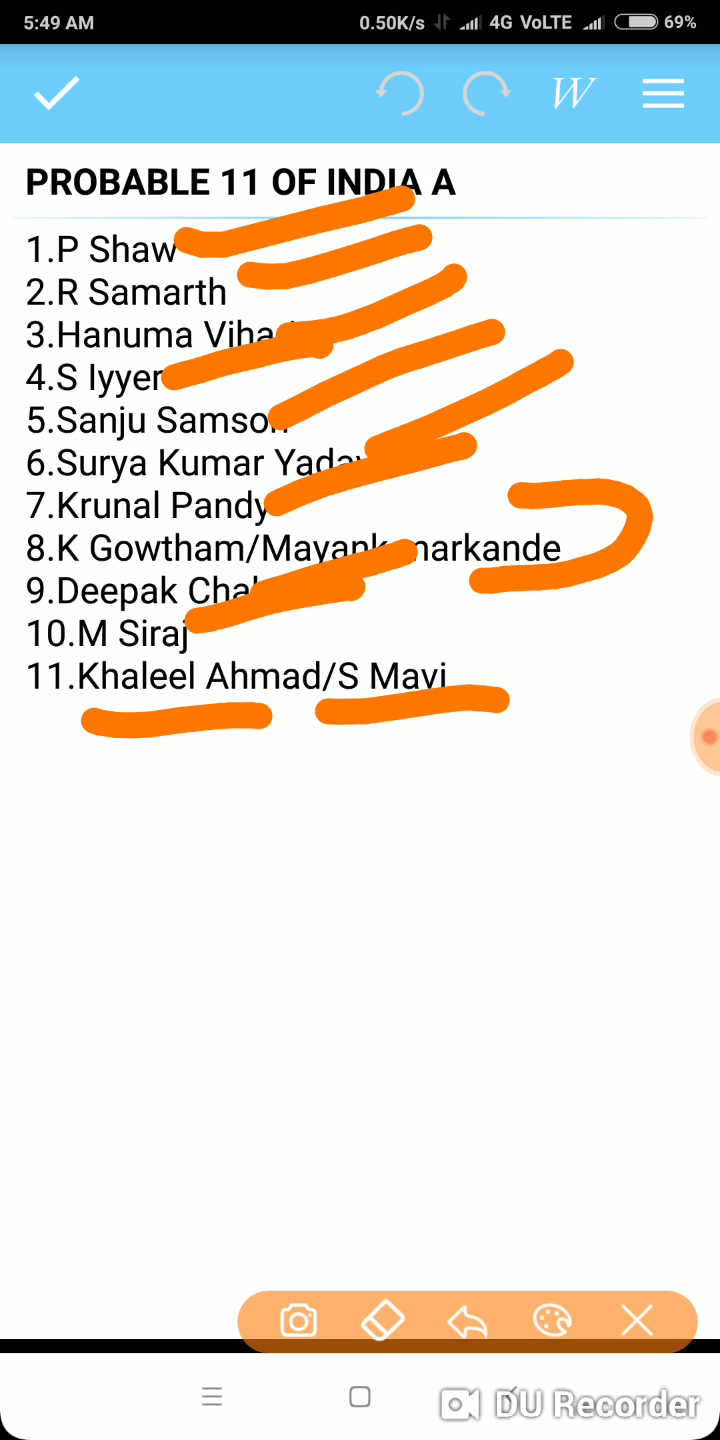 5:49 AM 0.50K/s 4G VoLTE 69%
W
PROBABLE 11 OF INDIA A
1.P Shaw
2.R Samarth
3.Hanuma
4.S Iyyer
5.Sanju
6.Surya Kumar
7.Krunal
8.K Gowtham/Mayank markande
9.Deepak
10.M Siraj
11.Khaleel Ahmad/S Mavi
DU Recorder